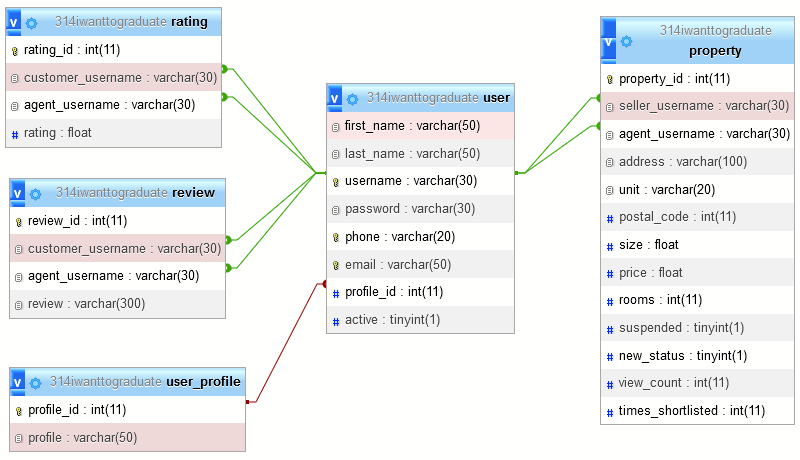 v 314iwanttograduate rating
rating_id : int(11)
customer_username : varchar(30)
agent_username : varchar(30)
# rating : float
v 314iwanttograduate review
review_id : int(11)
customer_username : varchar(30)
agent_username : varchar(30)
review : varchar(300)
v 314iwanttograduate user_profile
profile_id : int(11)
profile : varchar(50)
v 314iwanttograduate user
first_name : varchar(50)
last_name : varchar(50)
username : varchar(30)
password : varchar(30)
phone : varchar(20)
email : varchar(50)
# profile_id : int(11)
# active : tinyint(1)
v 314iwanttograduate
property
property_id : int(11)
seller_username : varchar(30)
agent_username : varchar(30)
address : varchar(100)
unit : varchar(20)
# postal_code : int(11)
# size : float
# price : float
# rooms : int(11)
# suspended : tinyint(1)
# new_status : tinyint(1)
# view_count : int(11)
# times_shortlisted : int(11)